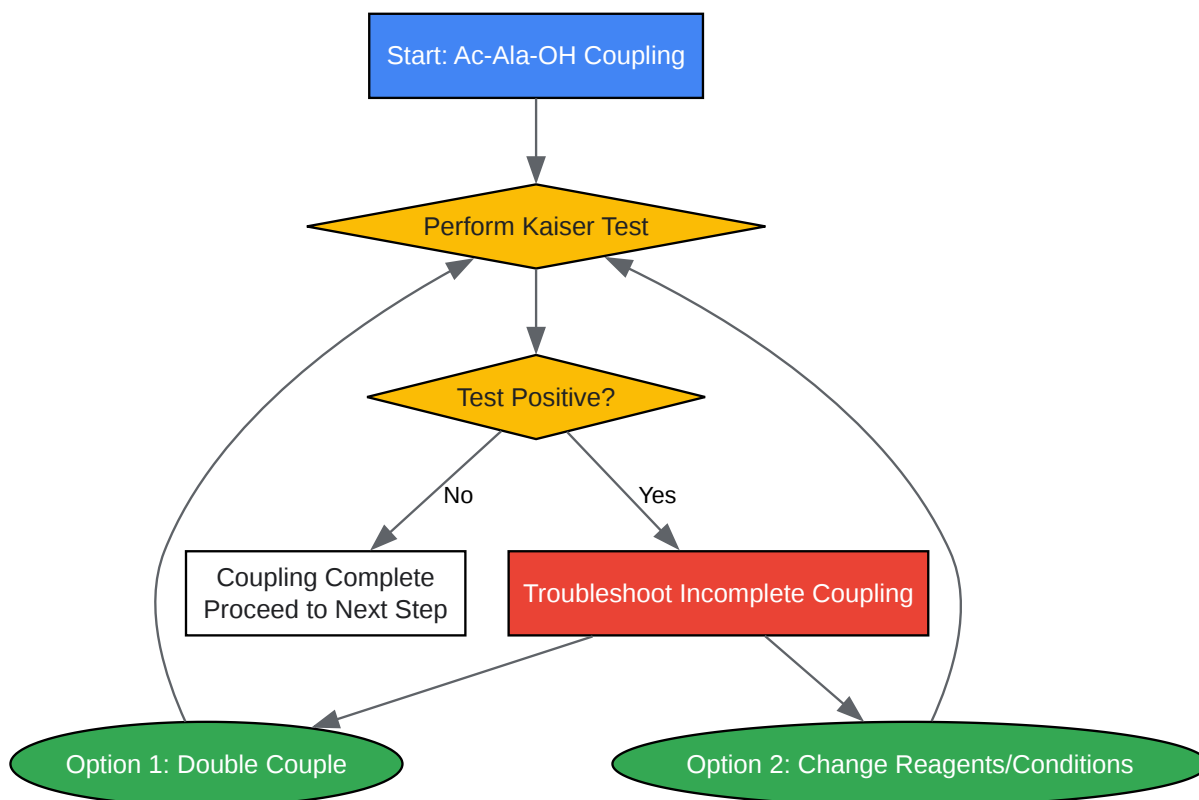 Start: Ac-Ala-OH Coupling
Perform Kaiser Test
Test Positive?
No
Yes
Coupling Complete
Proceed to Next Step
Troubleshoot Incomplete Coupling
Option 1: Double Couple
Option 2: Change Reagents/Conditions